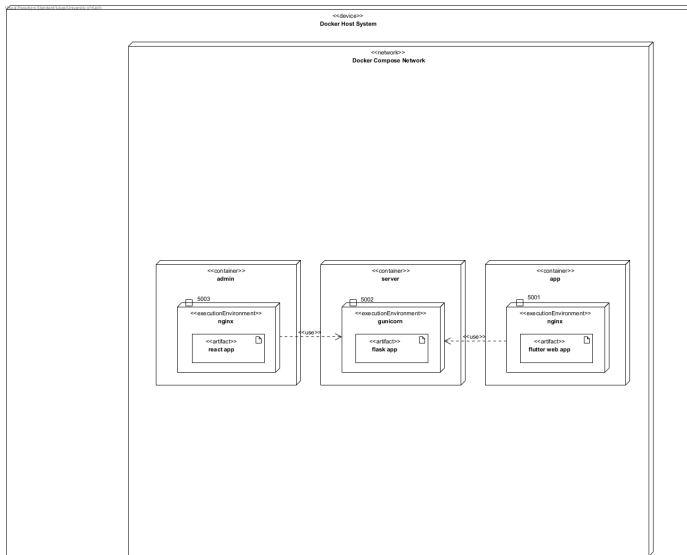 <<device>>
Docker Host System
<<network>>
Docker Compose Network
<<container>>
admin
<<container>>
server
<<container>>
app
5003
5002
5001
<<executionEnvironment>>
nginx
<<executionEnvironment>>
gunicorn
<<executionEnvironment>>
nginx
<<use>>
<<use>>
<<artifact>>
react app
<<artifact>>
flask app
<<artifact>>
flutter web app